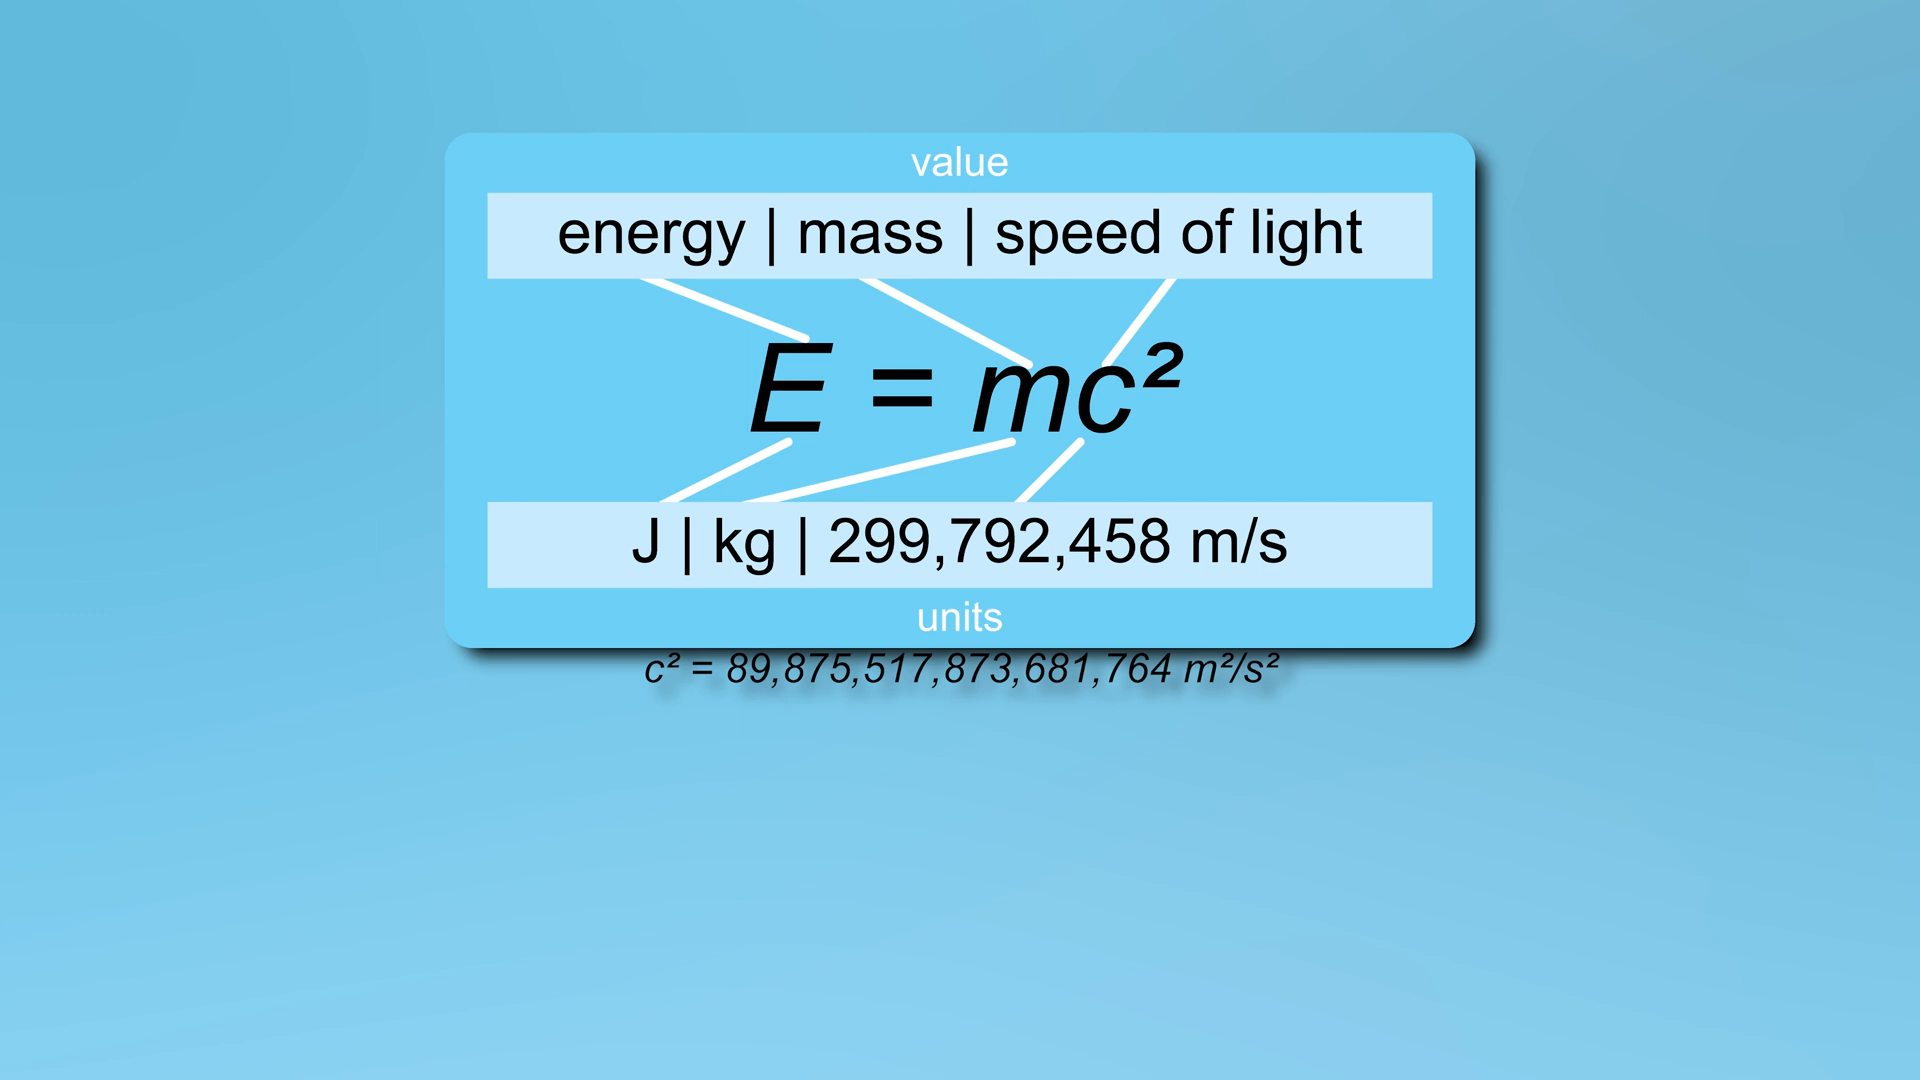 value
energy | mass | speed of light
E = mc²
J | kg | 299,792,458 m/s
units
c² = 89,875,517,873,681,764 m²/s²